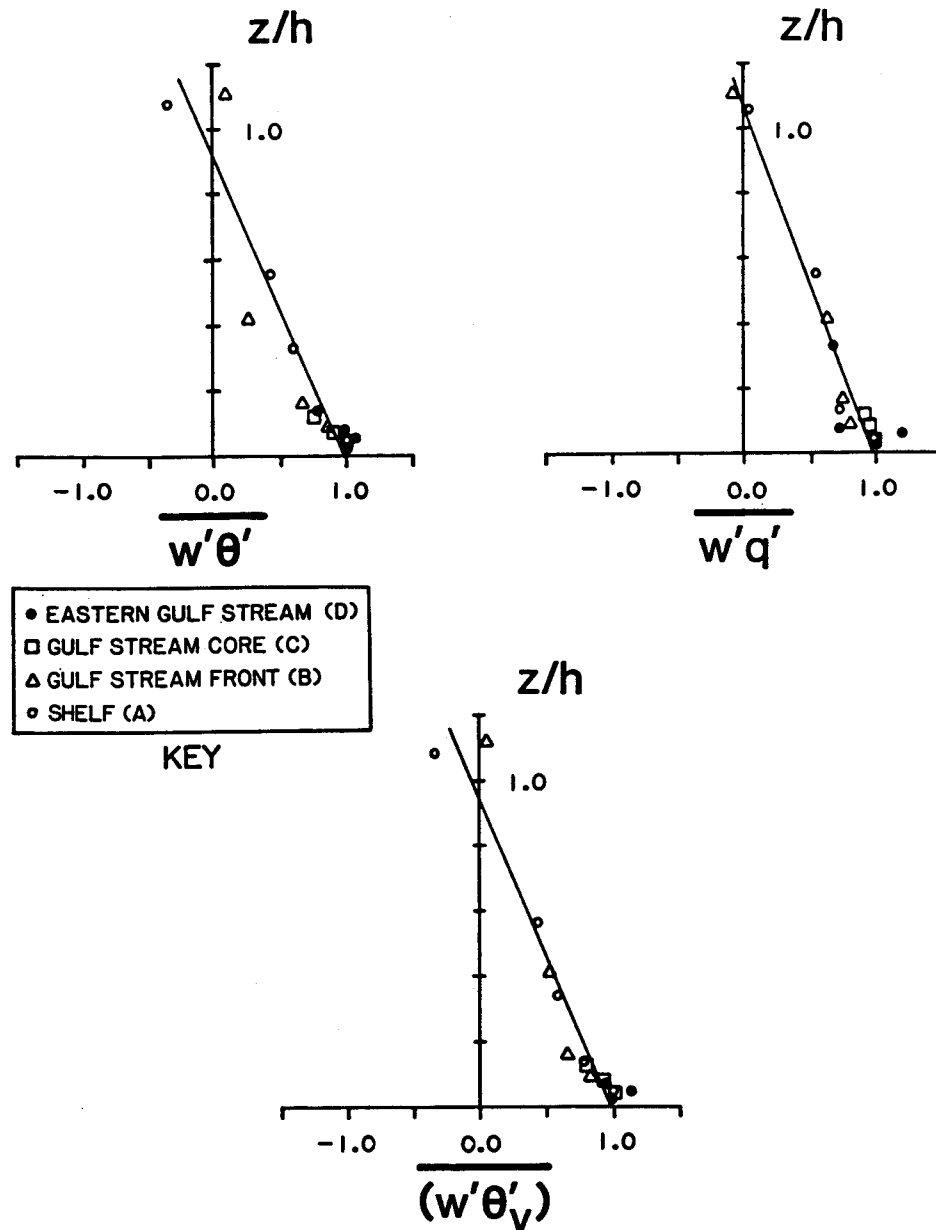 z/h
z/h
1.0
1.0
-1.0 0.0 1.0
-1.0 0.0 1.0
w'θ'
w'q'
● EASTERN GULF STREAM (D)
□ GULF STREAM CORE (C)
△ GULF STREAM FRONT (B)
○ SHELF (A)
KEY
z/h
1.0
-1.0 0.0 1.0
(w'θ'v)